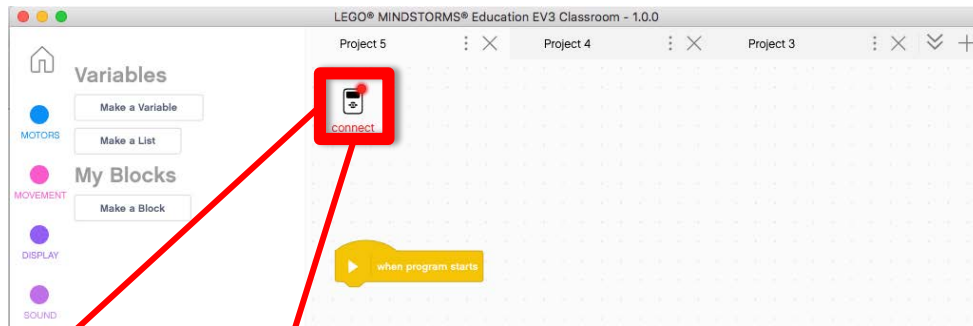 LEGO® MINDSTORMS® Education EV3 Classroom - 1.0.0
Project 5
Project 4
Project 3
Variables
Make a Variable
connect
MOTORS
Make a List
My Blocks
MOVEMENT
Make a Block
DISPLAY
when program starts
SOUND